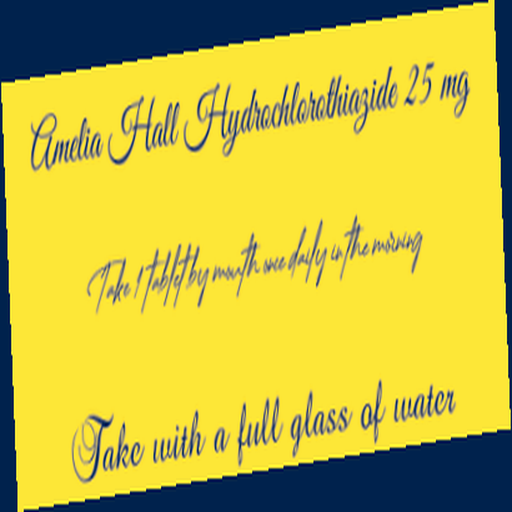 Amelia Hall Hydrochlorothiazide 25 mg
Take 1 tablet by mouth once daily in the morning
Take with a full glass of water